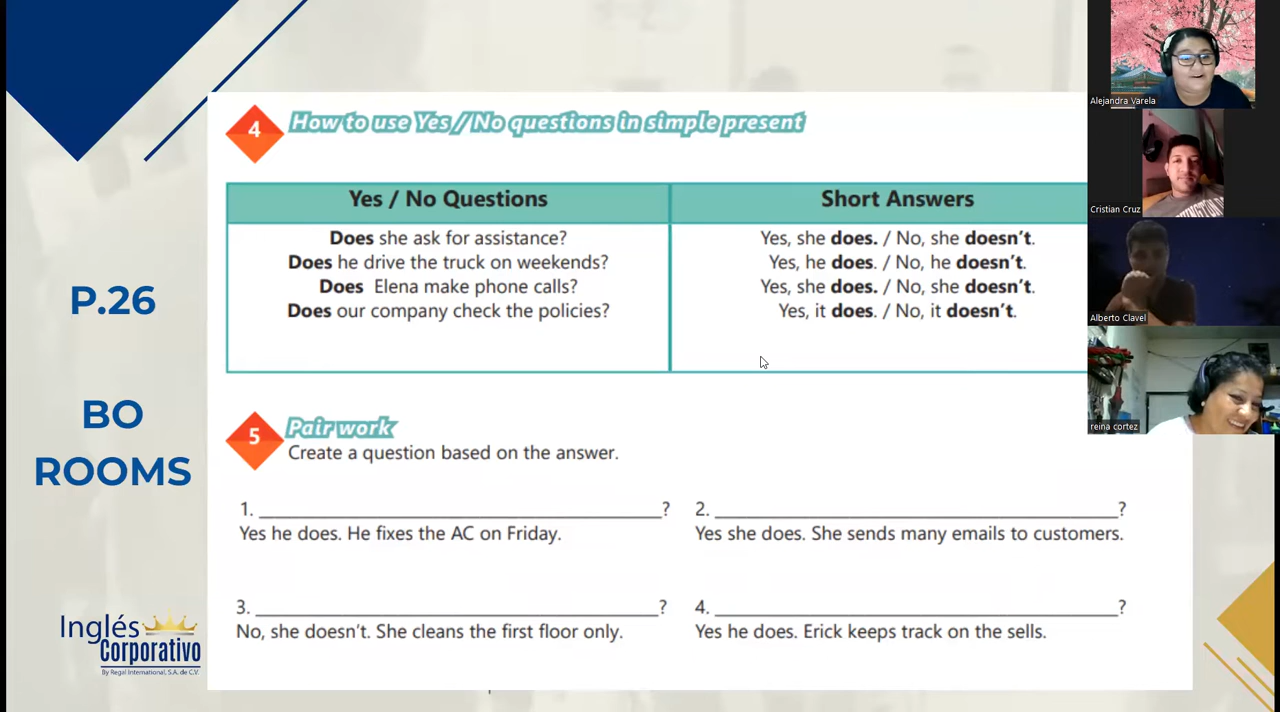 P.26
BO
ROOMS
4
How to use Yes / No questions in simple present
Yes / No Questions
Short Answers
Does she ask for assistance?
Yes, she does. / No, she doesn't.
Does he drive the truck on weekends?
Yes, he does. / No, he doesn't.
Does Elena make phone calls?
Yes, she does. / No, she doesn't.
Does our company check the policies?
Yes, it does. / No, it doesn't.
5
Pair work
Create a question based on the answer.
1. ______________________________?
Yes he does. He fixes the AC on Friday.
2. ______________________________?
Yes she does. She sends many emails to customers.
3. ______________________________?
No, she doesn't. She cleans the first floor only.
4. ______________________________?
Yes he does. Erick keeps track on the sells.
Inglés
Corporativo
By Regal International, S.A. de C.V.
Alejandra Varela
Cristian Cruz
Alberto Clavel
reina cortez